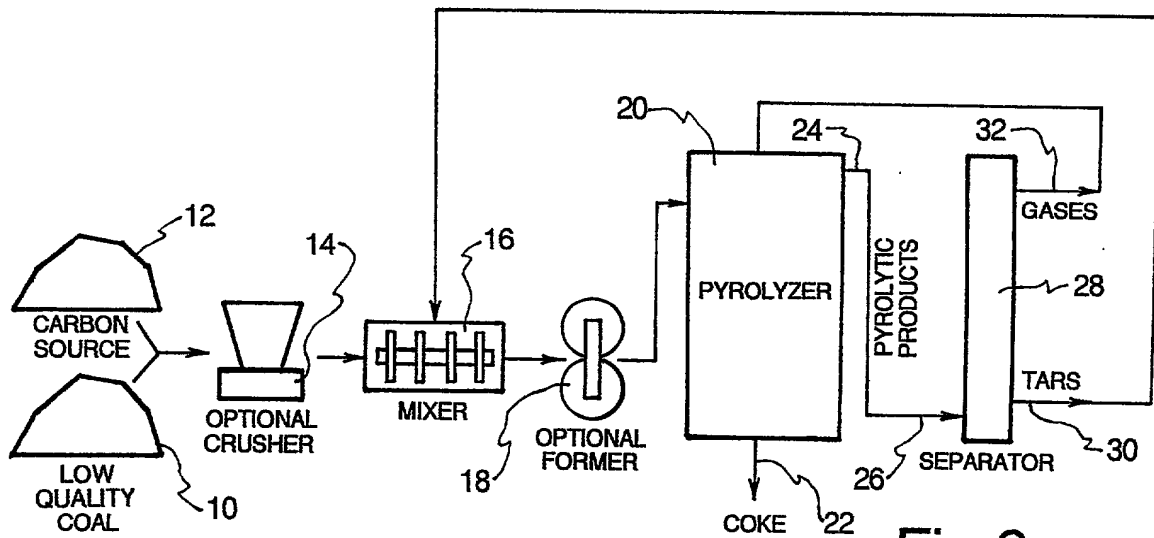 12
CARBON
SOURCE
10
LOW
QUALITY
COAL
14
OPTIONAL
CRUSHER
16
MIXER
18
OPTIONAL
FORMER
20
PYROLYZER
22
COKE
24
PYROLYTIC
PRODUCTS
26
SEPARATOR
28
32
GASES
TARS
30